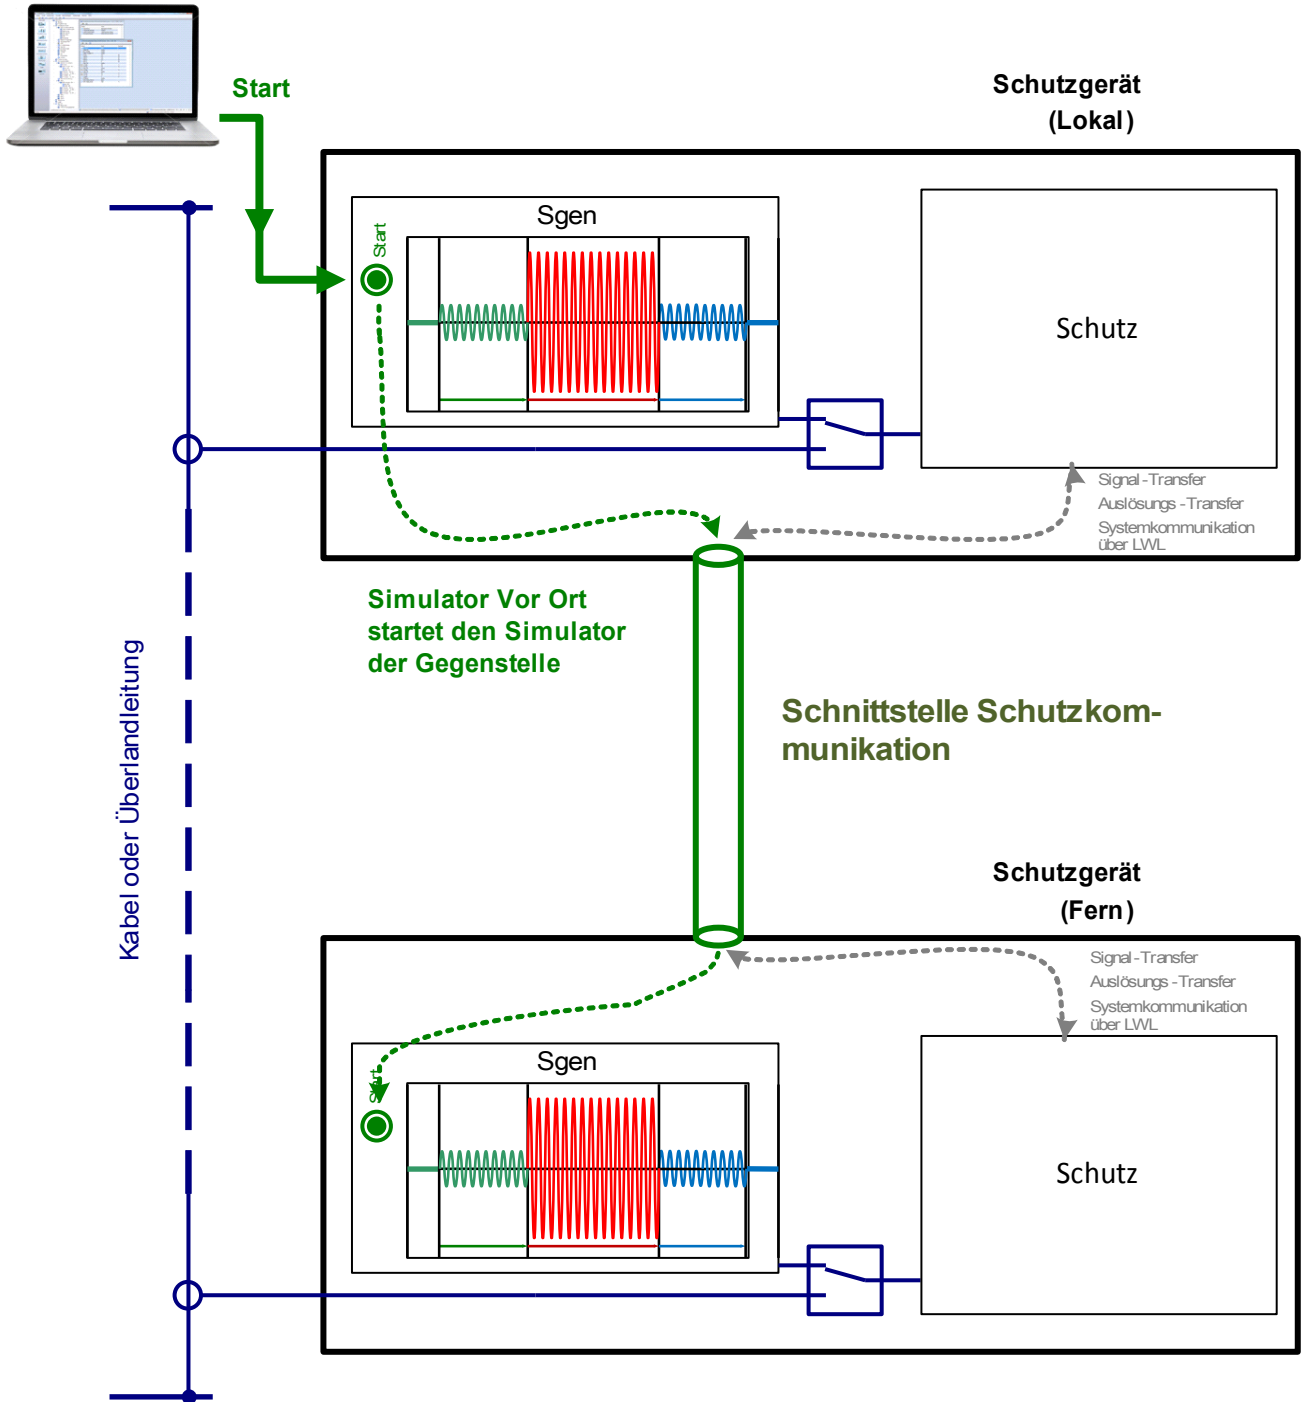 Start
Schutzgerät
(Lokal)
Sgen
Start
Schutz
Signal-Transfer
Auslösungs-Transfer
Systemkommunikation
über LWL
Simulator Vor Ort
startet den Simulator
der Gegenstelle
Kabel oder Überlandleitung
Schnittstelle Schutzkom-
munikation
Schutzgerät
(Fern)
Signal-Transfer
Auslösungs-Transfer
Systemkommunikation
über LWL
Sgen
Start
Schutz